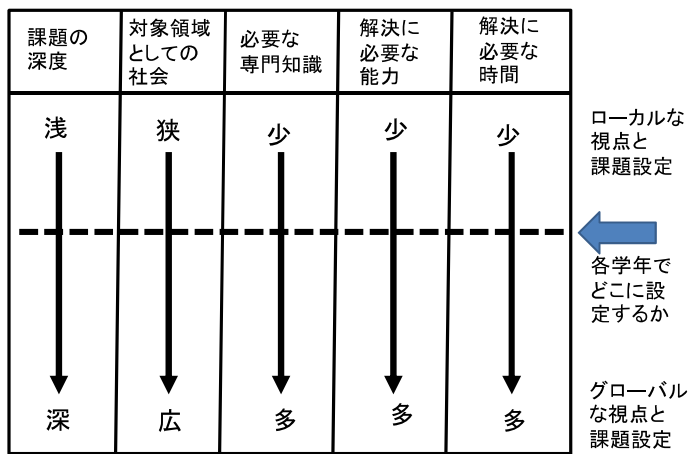 課題の
深度
対象領域
としての
社会
必要な
専門知識
解決に
必要な
能力
解決に
必要な
時間
浅
狭
少
少
少
ローカルな
視点と
課題設定
各学年で
どこに設
定するか
深
広
多
多
多
グローバル
な視点と
課題設定